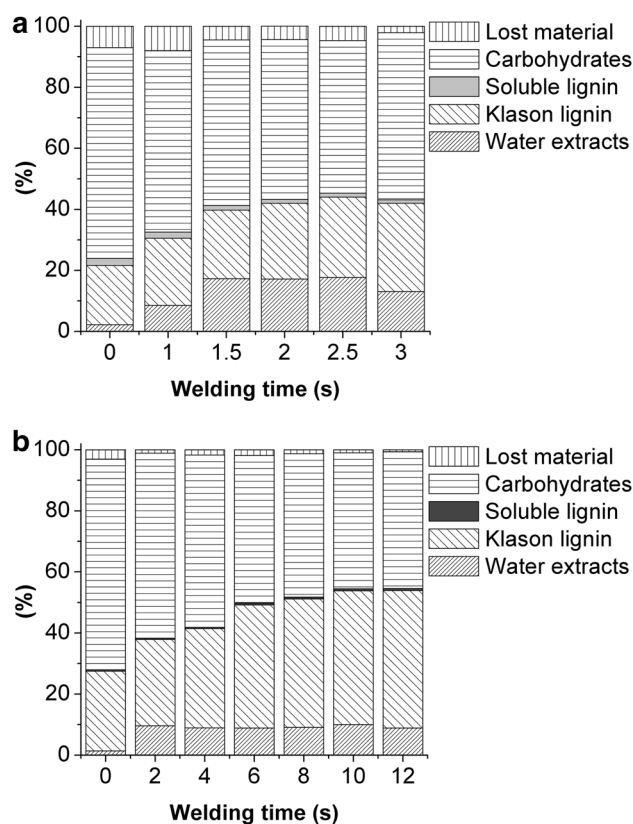 a
100
80
60
40
20
0
(%)
0 1 1.5 2 2.5 3
Welding time (s)
Lost material
Carbohydrates
Soluble lignin
Klason lignin
Water extracts
b
100
80
60
40
20
0
(%)
0 2 4 6 8 10 12
Welding time (s)
Lost material
Carbohydrates
Soluble lignin
Klason lignin
Water extracts